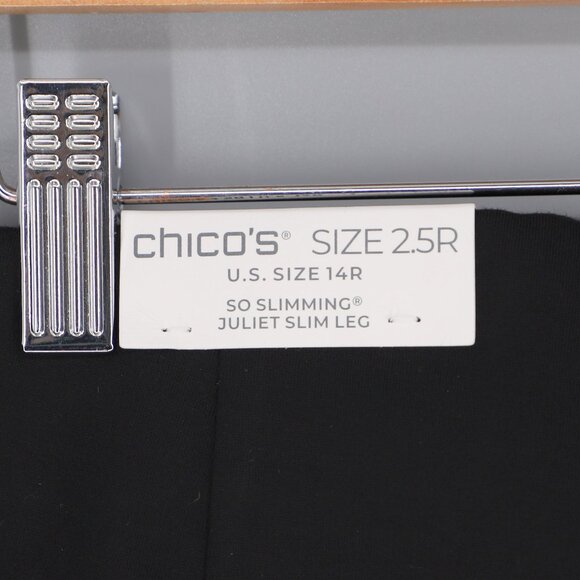 chico's® SIZE 2.5R
U.S. SIZE 14R
SO SLIMMING®
JULIET SLIM LEG